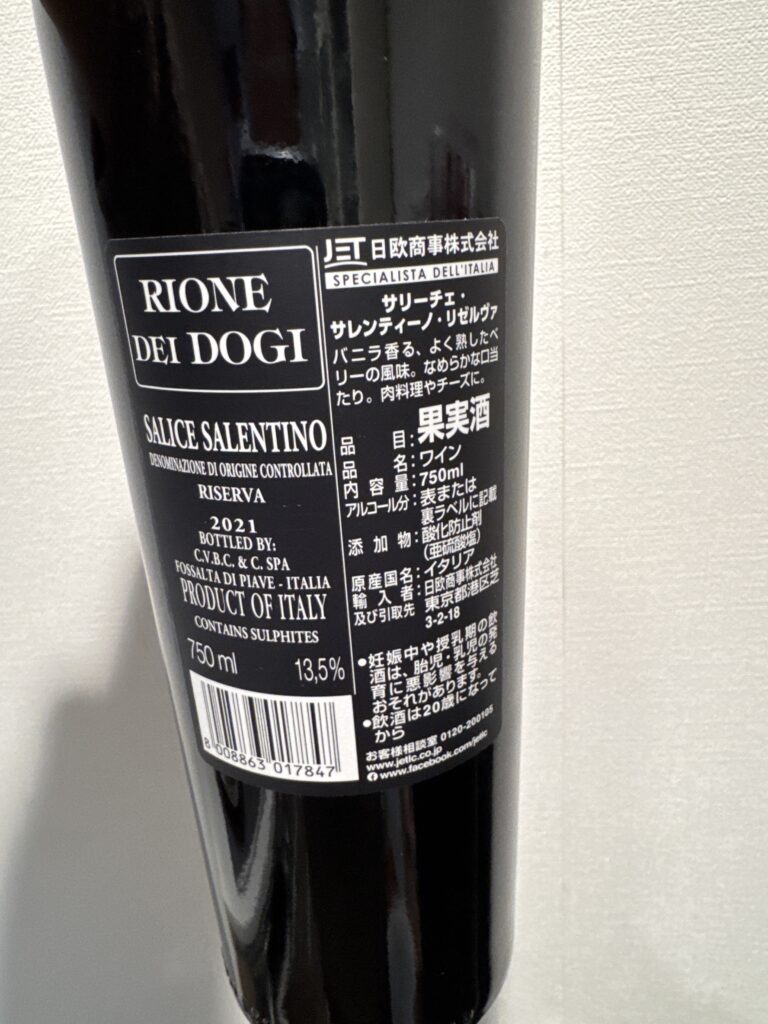 RIONE
DEI DOGI
SALICE SALENTINO
DENOMINAZIONE DI ORIGINE CONTROLLATA
RISERVA
2021
BOTTLED BY:
C.V.B.C. & C. SPA
FOSSALTA DI PIAVE - ITALIA
PRODUCT OF ITALY
CONTAINS SULPHITES
750 ml 13,5%
8 008863 017847
JET 日欧商事株式会社
SPECIALISTA DELL'ITALIA
サリーチェ・
サレンティーノ・リゼルヴァ
バニラ香る、よく熟したベ
リーの風味。なめらかな口当
たり。肉料理やチーズに。
品目:果実酒
品名:ワイン
内容量:750ml
アルコール分:表または
裏ラベルに記載
添加物:酸化防止剤
(亜硫酸塩)
原産国名:イタリア
輸入者:日欧商事株式会社
及び引取先 東京都港区芝
3-2-18
●妊娠中や授乳期の飲
酒は、胎児・乳児の発
育に悪影響を与える
おそれがあります。
●飲酒は20歳になって
から
お客様相談室 0120-200105
www.jetlc.co.jp
www.facebook.com/jetlc